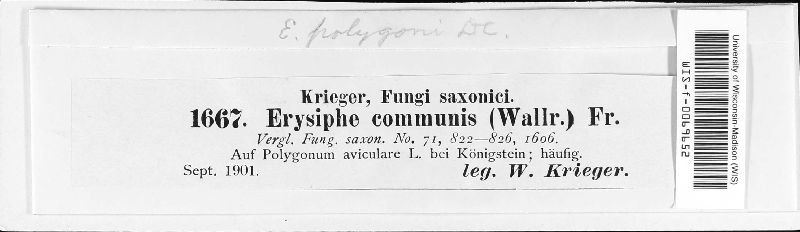 E. polygoni DC.
Krieger, Fungi saxonici.
1667. Erysiphe communis (Wallr.) Fr.
Vergl. Fung. saxon. No. 71, 822—826, 1606.
Auf Polygonum aviculare L. bei Königstein; häufig.
Sept. 1901.
leg. W. Krieger.
University of Wisconsin-Madison (WIS)
WIS-f-0096952